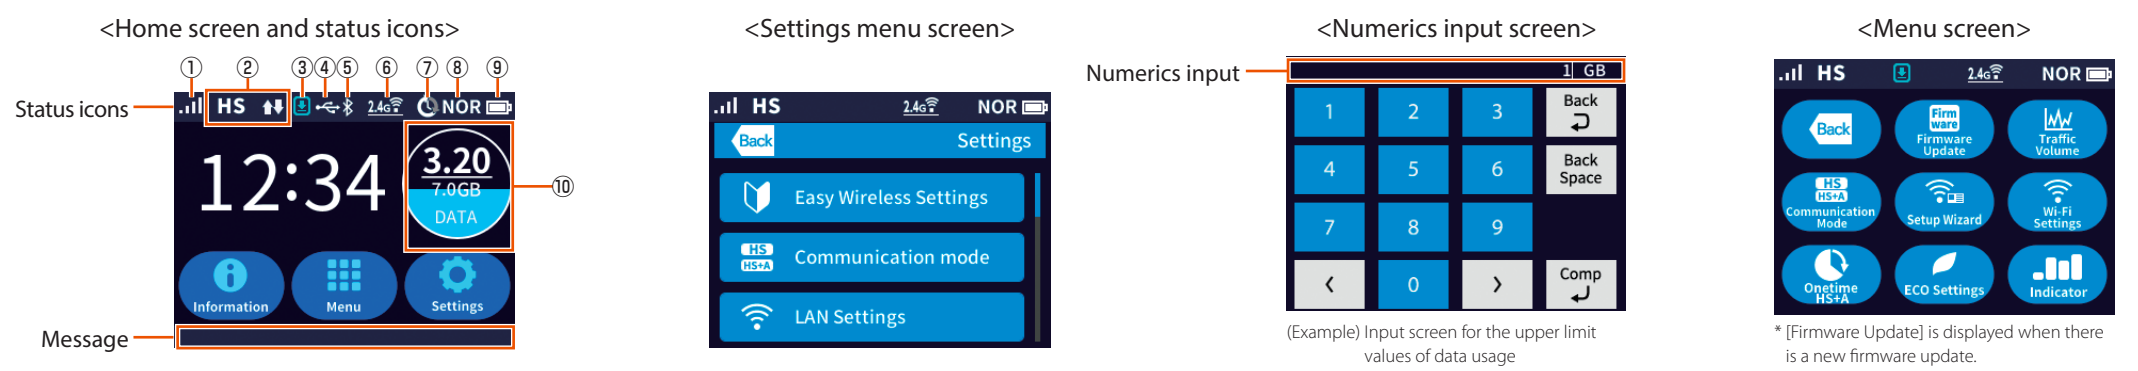 <Home screen and status icons>
① ② ③ ④ ⑤ ⑥ ⑦ ⑧ ⑨
Status icons
HS 2.4G NOR
12:34
3.20
7.0GB
DATA
⑩
Information Menu Settings
Message
<Settings menu screen>
HS 2.4G NOR
Back Settings
Easy Wireless Settings
HS
HS+A
Communication mode
LAN Settings
<Numerics input screen>
Numerics input
1 GB
1 2 3 Back
4 5 6 Back
Space
7 8 9
< 0 > Comp
(Example) Input screen for the upper limit
values of data usage
<Menu screen>
HS 2.4G NOR
Back
Firm
ware
Firmware
Update
Traffic
Volume
HS
HS+A
Communication
Mode
Setup Wizard
Wi-Fi
Settings
Onetime
HS+A
ECO Settings
Indicator
* [Firmware Update] is displayed when there
is a new firmware update.